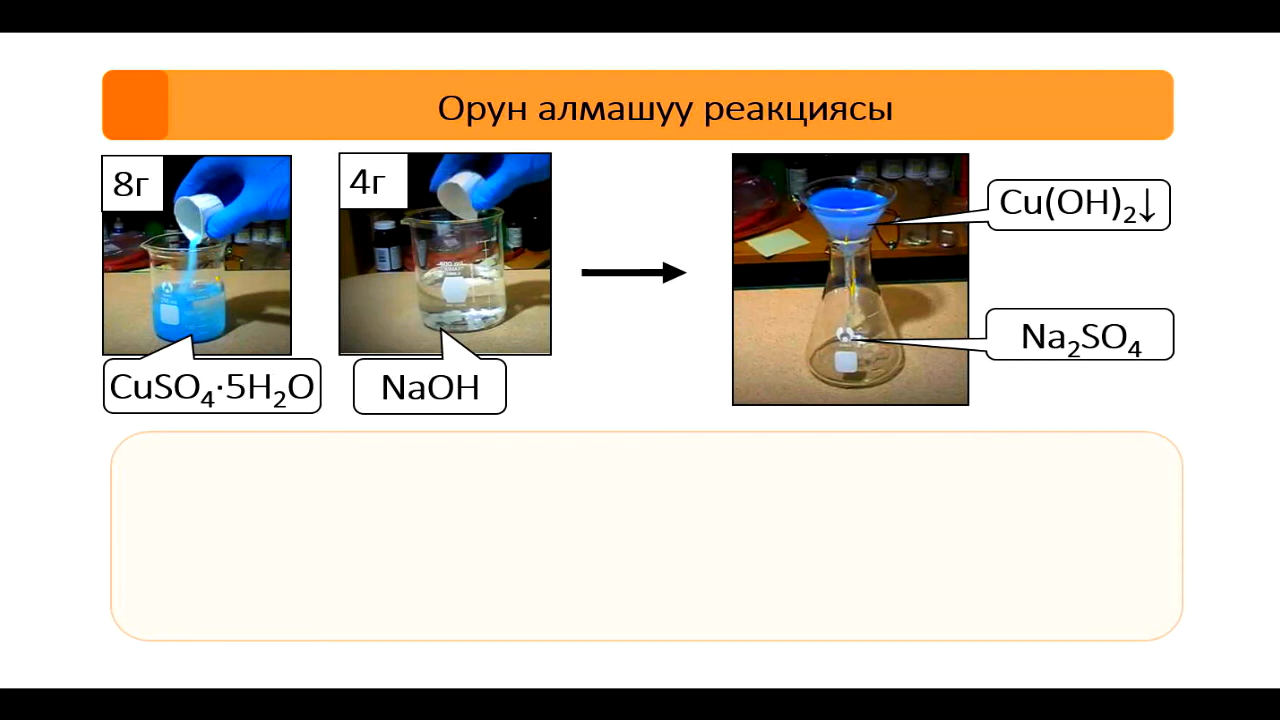 Орун алмашуу реакциясы
8г
4г
Cu(OH)₂↓
Na₂SO₄
CuSO₄·5H₂O
NaOH